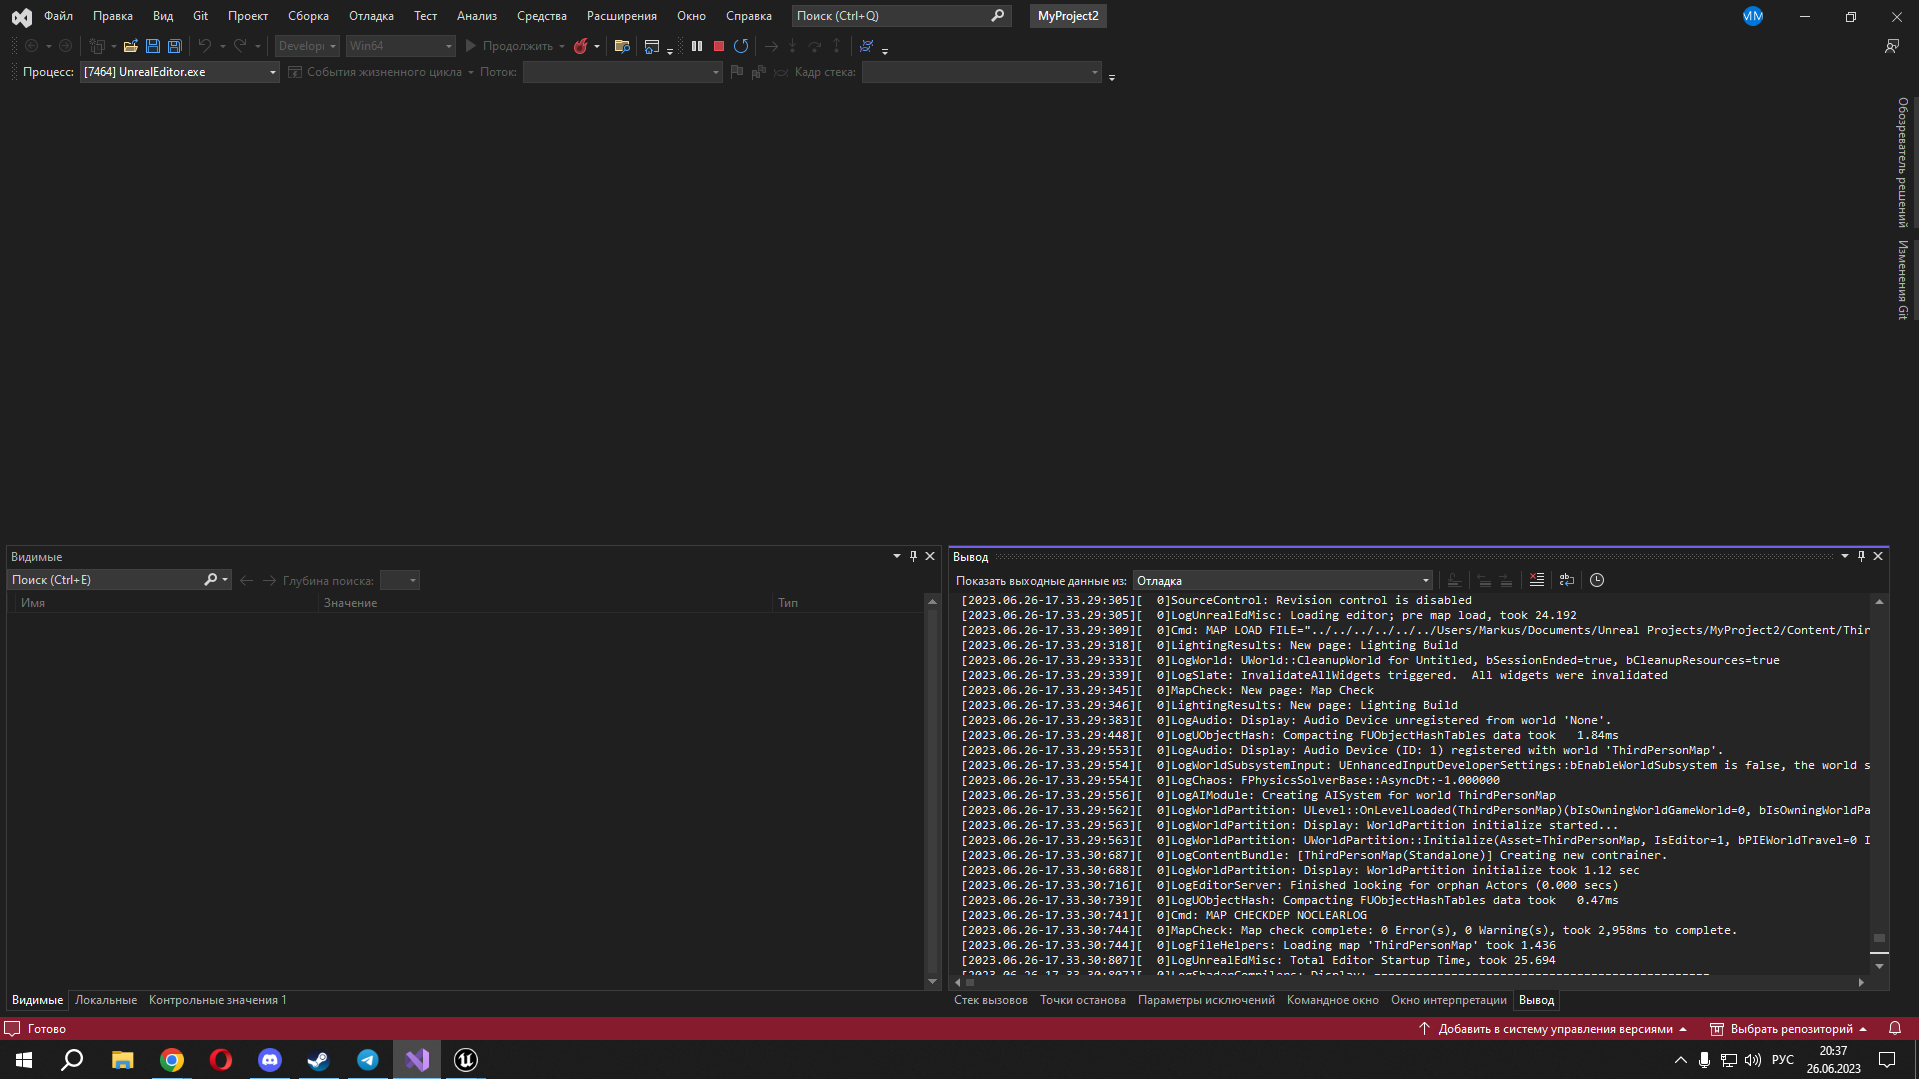 Файл Правка Вид Git Проект Сборка Отладка Тест Анализ Средства Расширения Окно Справка Поиск (Ctrl+Q) MyProject2 ММ
Developı Win64 Продолжить
Процесс: [7464] UnrealEditor.exe События жизненного цикла Поток: Кадр стека:
Обозреватель решений
Изменения Git
Видимые
Поиск (Ctrl+E) Глубина поиска:
Имя Значение Тип
Видимые Локальные Контрольные значения 1
Вывод
Показать выходные данные из: Отладка
[2023.06.26-17.33.29:305][  0]SourceControl: Revision control is disabled
[2023.06.26-17.33.29:305][  0]LogUnrealEdMisc: Loading editor; pre map load, took 24.192
[2023.06.26-17.33.29:309][  0]Cmd: MAP LOAD FILE="../../../../../../Users/Markus/Documents/Unreal Projects/MyProject2/Content/Thir
[2023.06.26-17.33.29:318][  0]LightingResults: New page: Lighting Build
[2023.06.26-17.33.29:333][  0]LogWorld: UWorld::CleanupWorld for Untitled, bSessionEnded=true, bCleanupResources=true
[2023.06.26-17.33.29:339][  0]LogSlate: InvalidateAllWidgets triggered.  All widgets were invalidated
[2023.06.26-17.33.29:345][  0]MapCheck: New page: Map Check
[2023.06.26-17.33.29:346][  0]LightingResults: New page: Lighting Build
[2023.06.26-17.33.29:383][  0]LogAudio: Display: Audio Device unregistered from world 'None'.
[2023.06.26-17.33.29:448][  0]LogUObjectHash: Compacting FUObjectHashTables data took   1.84ms
[2023.06.26-17.33.29:553][  0]LogAudio: Display: Audio Device (ID: 1) registered with world 'ThirdPersonMap'.
[2023.06.26-17.33.29:554][  0]LogWorldSubsystemInput: UEnhancedInputDeveloperSettings::bEnableWorldSubsystem is false, the world s
[2023.06.26-17.33.29:554][  0]LogChaos: FPhysicsSolverBase::AsyncDt:-1.000000
[2023.06.26-17.33.29:556][  0]LogAIModule: Creating AISystem for world ThirdPersonMap
[2023.06.26-17.33.29:562][  0]LogWorldPartition: ULevel::OnLevelLoaded(ThirdPersonMap)(bIsOwningWorldGameWorld=0, bIsOwningWorldPa
[2023.06.26-17.33.29:563][  0]LogWorldPartition: Display: WorldPartition initialize started...
[2023.06.26-17.33.29:563][  0]LogWorldPartition: UWorldPartition::Initialize(Asset=ThirdPersonMap, IsEditor=1, bPIEWorldTravel=0 I
[2023.06.26-17.33.30:687][  0]LogContentBundle: [ThirdPersonMap(Standalone)] Creating new contrainer.
[2023.06.26-17.33.30:688][  0]LogWorldPartition: Display: WorldPartition initialize took 1.12 sec
[2023.06.26-17.33.30:716][  0]LogEditorServer: Finished looking for orphan Actors (0.000 secs)
[2023.06.26-17.33.30:739][  0]LogUObjectHash: Compacting FUObjectHashTables data took   0.47ms
[2023.06.26-17.33.30:741][  0]Cmd: MAP CHECKDEP NOCLEARLOG
[2023.06.26-17.33.30:744][  0]MapCheck: Map check complete: 0 Error(s), 0 Warning(s), took 2,958ms to complete.
[2023.06.26-17.33.30:744][  0]LogFileHelpers: Loading map 'ThirdPersonMap' took 1.436
[2023.06.26-17.33.30:807][  0]LogUnrealEdMisc: Total Editor Startup Time, took 25.694
[2023.06.26-17.33.30:807][  0]LogShaderCompilers: Display: ================================================
Стек вызовов Точки останова Параметры исключений Командное окно Окно интерпретации Вывод
Готово Добавить в систему управления версиями Выбрать репозиторий
РУС 20:37
26.06.2023